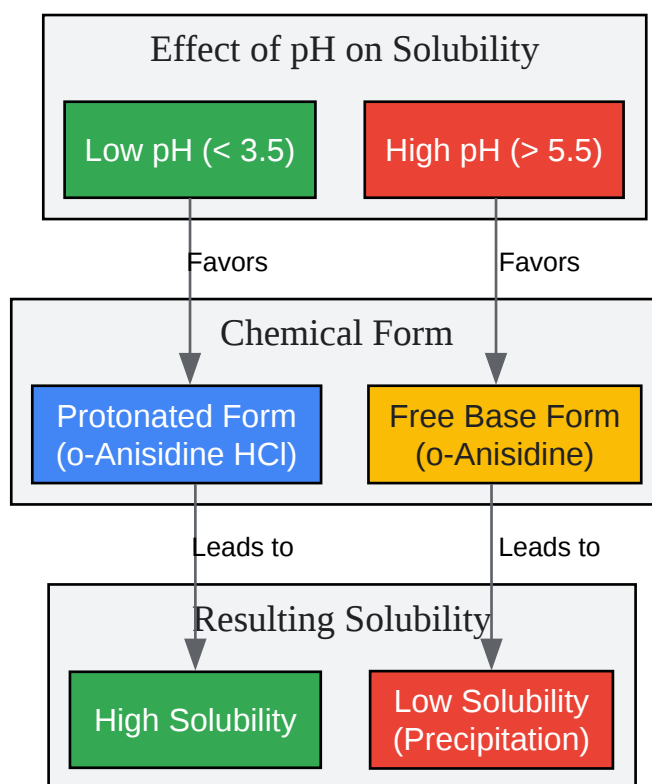 Effect of pH on Solubility
Low pH (< 3.5)
High pH (> 5.5)
Favors
Favors
Chemical Form
Protonated Form
(o-Anisidine HCl)
Free Base Form
(o-Anisidine)
Leads to
Leads to
Resulting Solubility
High Solubility
Low Solubility
(Precipitation)